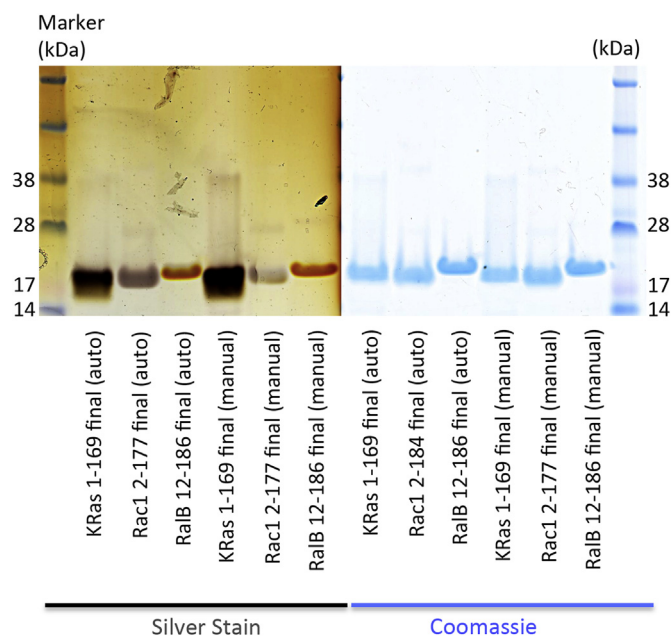 Marker
(kDa)
(kDa)
38
28
17
14
38
28
17
14
KRas 1-169 final (auto)
Rac1 2-177 final (auto)
RalB 12-186 final (auto)
KRas 1-169 final (manual)
Rac1 2-177 final (manual)
RalB 12-186 final (manual)
KRas 1-169 final (auto)
Rac1 2-184 final (auto)
RalB 12-186 final (auto)
KRas 1-169 final (manual)
Rac1 2-177 final (manual)
RalB 12-186 final (manual)
Silver Stain
Coomassie